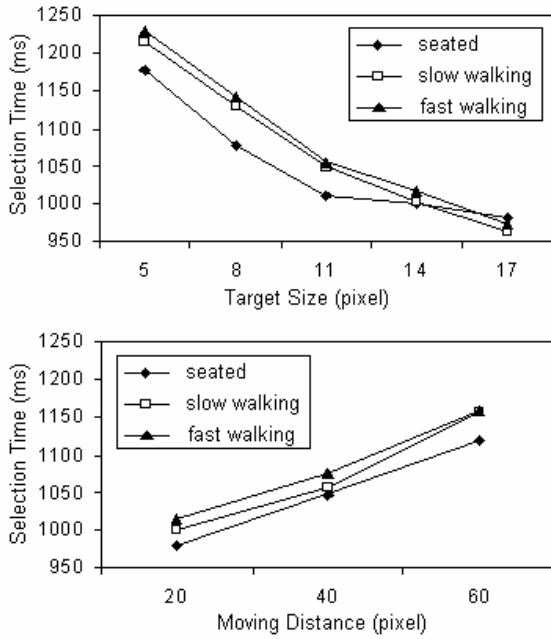 1250
1200
1150
1100
1050
1000
950
Selection Time (ms)
seated
slow walking
fast walking
5 8 11 14 17
Target Size (pixel)
1250
1200
1150
1100
1050
1000
950
Selection Time (ms)
seated
slow walking
fast walking
20 40 60
Moving Distance (pixel)